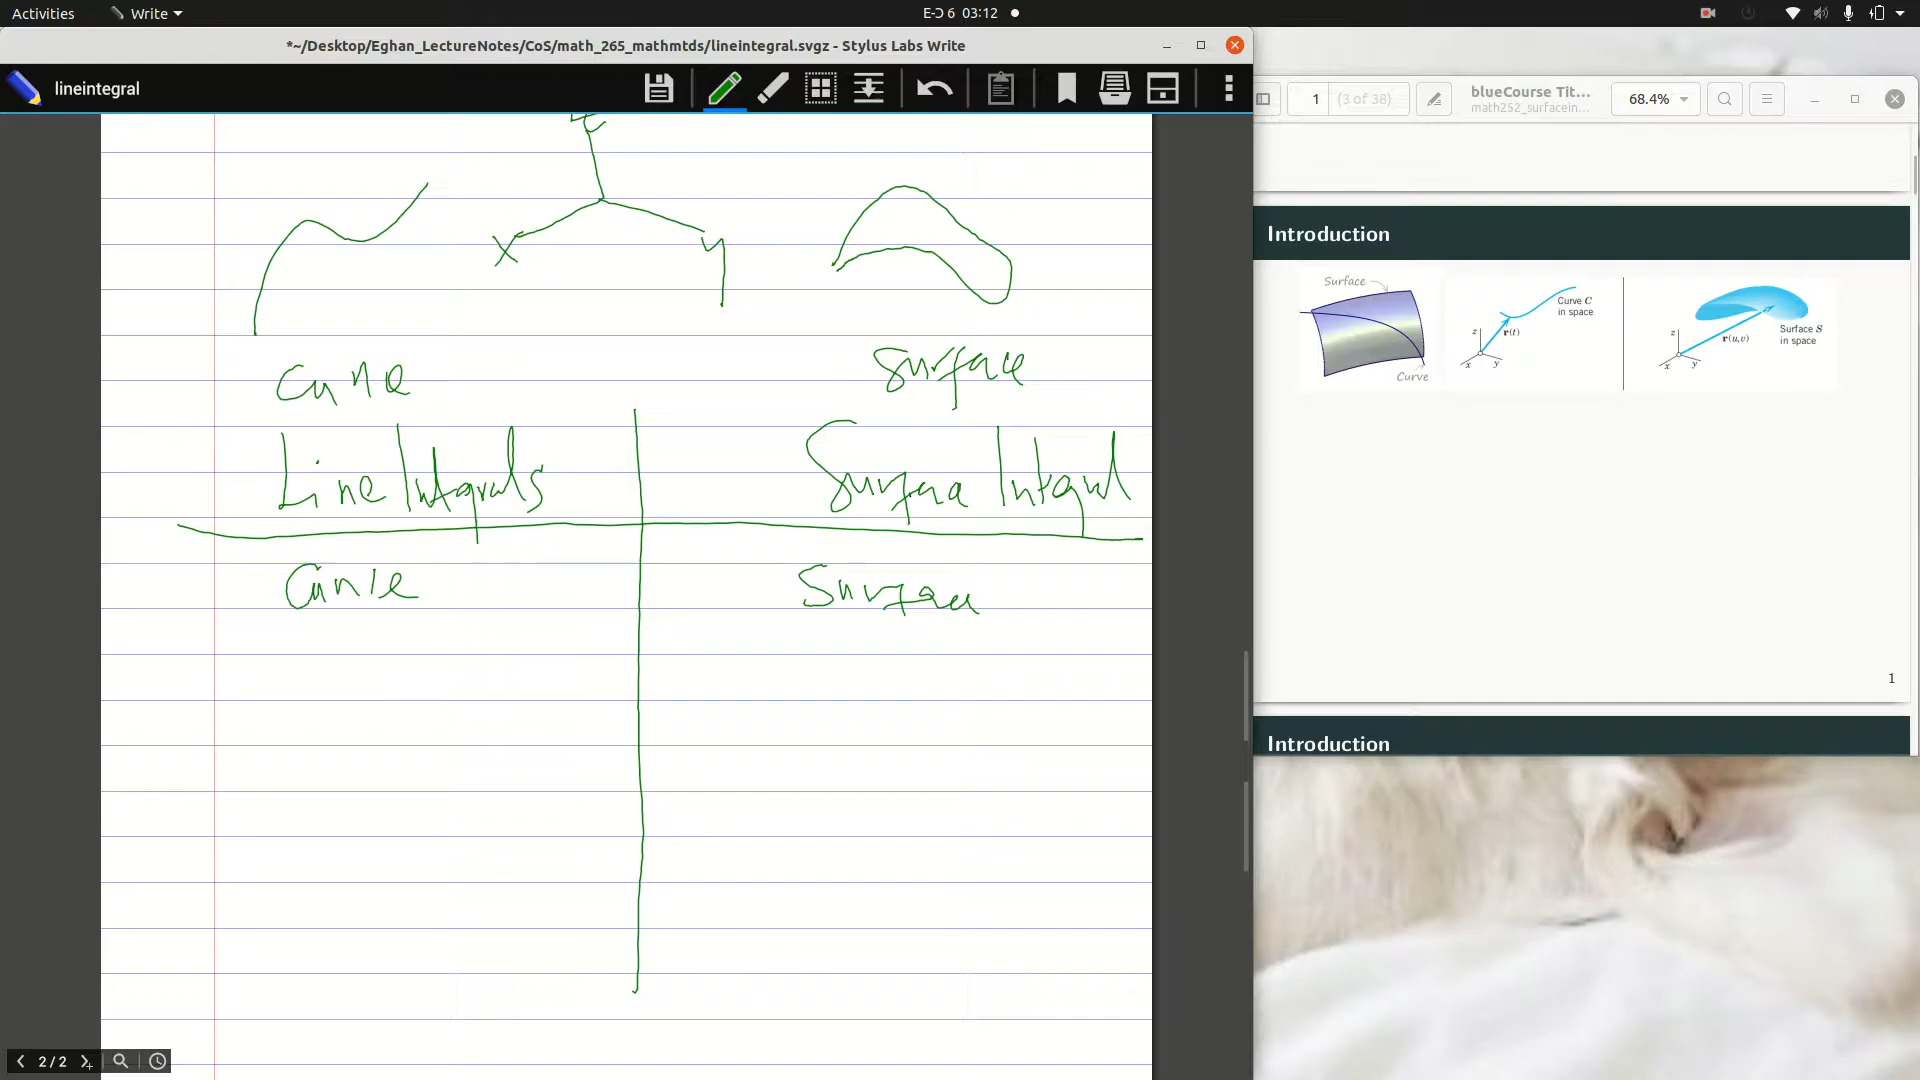 Activities
Write
E-Ɔ 6 03:12
*~/Desktop/Eghan_LectureNotes/CoS/math_265_mathmtds/lineintegral.svgz - Stylus Labs Write
lineintegral
z
x
y
Curve
Surface
Line Integrals
Surface Integral
Curve
Surface
2/2
1
(3 of 38)
blueCourse Tit...
math252_surfacein...
68.4%
Introduction
Surface
Curve
Curve C
in space
r(t)
z
x
y
Surface S
in space
r(u,v)
z
x
y
1
Introduction